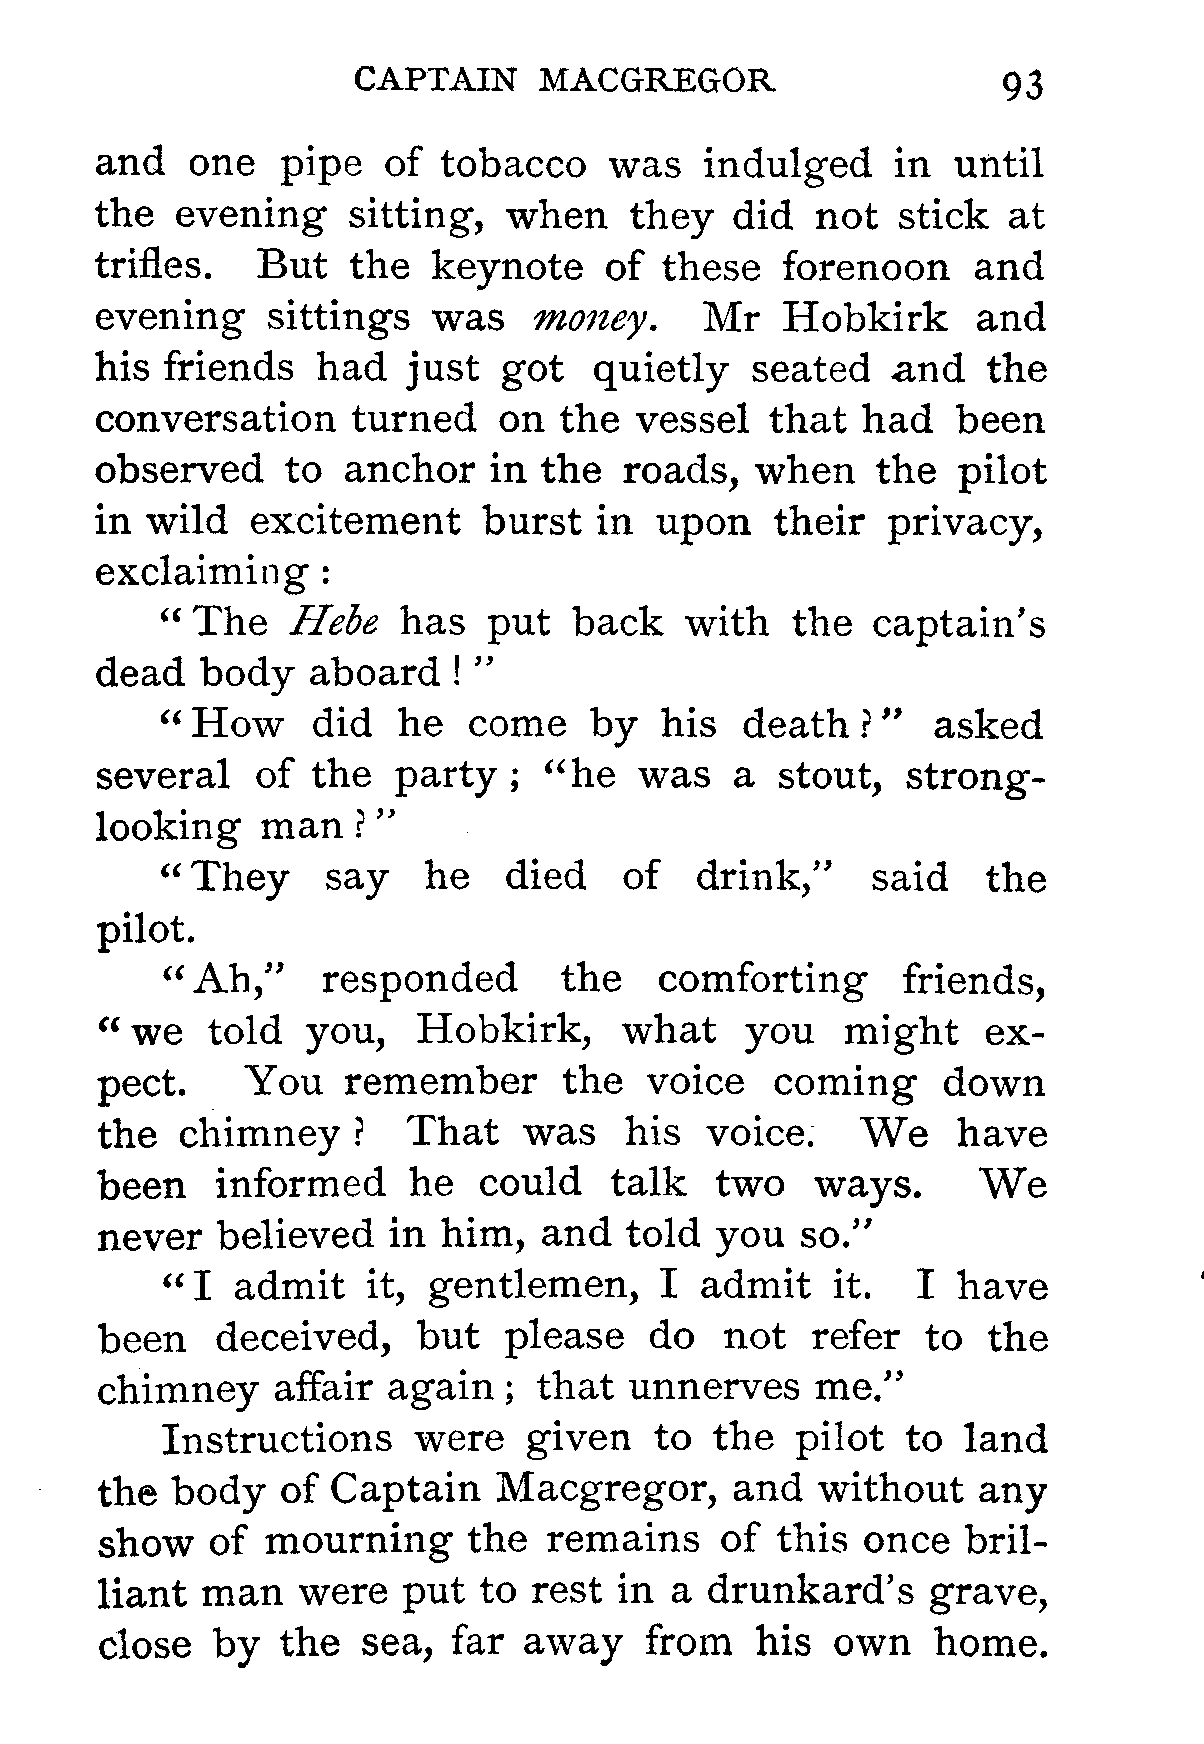 CAPTAIN MACGREGOR 93
and one pipe of tobacco was indulged in until
the evening sitting, when they did not stick at
trifles. But the keynote of these forenoon and
evening sittings was money. Mr Hobkirk and
his friends had just got quietly seated and the
conversation turned on the vessel that had been
observed to anchor in the roads, when the pilot
in wild excitement burst in upon their privacy,
exclaiming :
“ The Hebe has put back with the captain’s
dead body aboard ! ”
“ How did he come by his death ? ” asked
several of the party ; “he was a stout, strong-
looking man ? ”
“ They say he died of drink,” said the
pilot.
“ Ah,” responded the comforting friends,
“ we told you, Hobkirk, what you might ex-
pect. You remember the voice coming down
the chimney ? That was his voice. We have
been informed he could talk two ways. We
never believed in him, and told you so.”
“ I admit it, gentlemen, I admit it. I have
been deceived, but please do not refer to the
chimney affair again ; that unnerves me.”
Instructions were given to the pilot to land
the body of Captain Macgregor, and without any
show of mourning the remains of this once bril-
liant man were put to rest in a drunkard’s grave,
close by the sea, far away from his own home.